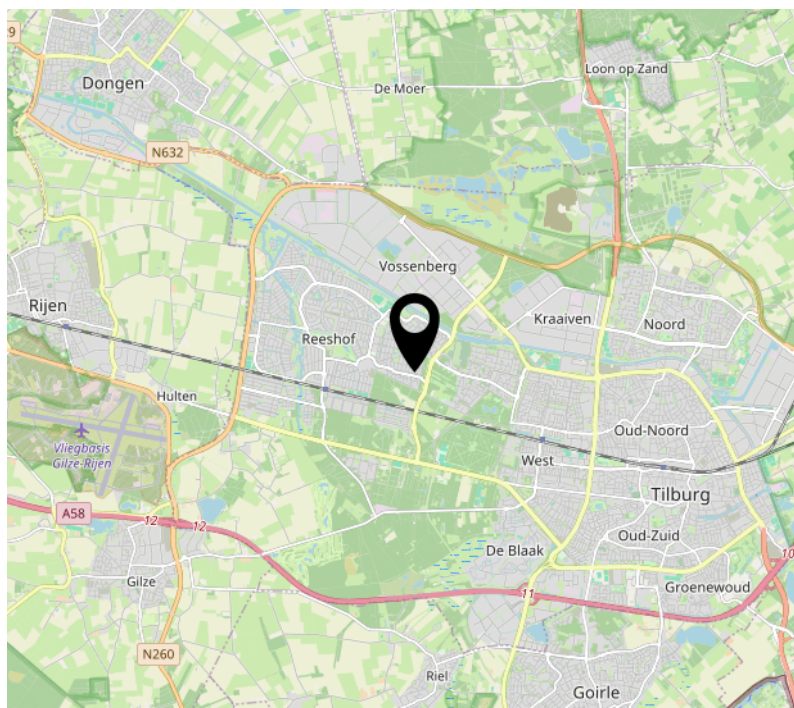 29
Dongen
Loon op Zand
De Moer
N632
Vossenberg
Rijen
Kraaiven
Noord
Reeshof
Hulten
Oud-Noord
Vliegbasis
Gilze-Rijen
West
Tilburg
A58
12
12
Oud-Zuid
De Blaak
10
Gilze
Groenewoud
11
N260
Riel
Goirle